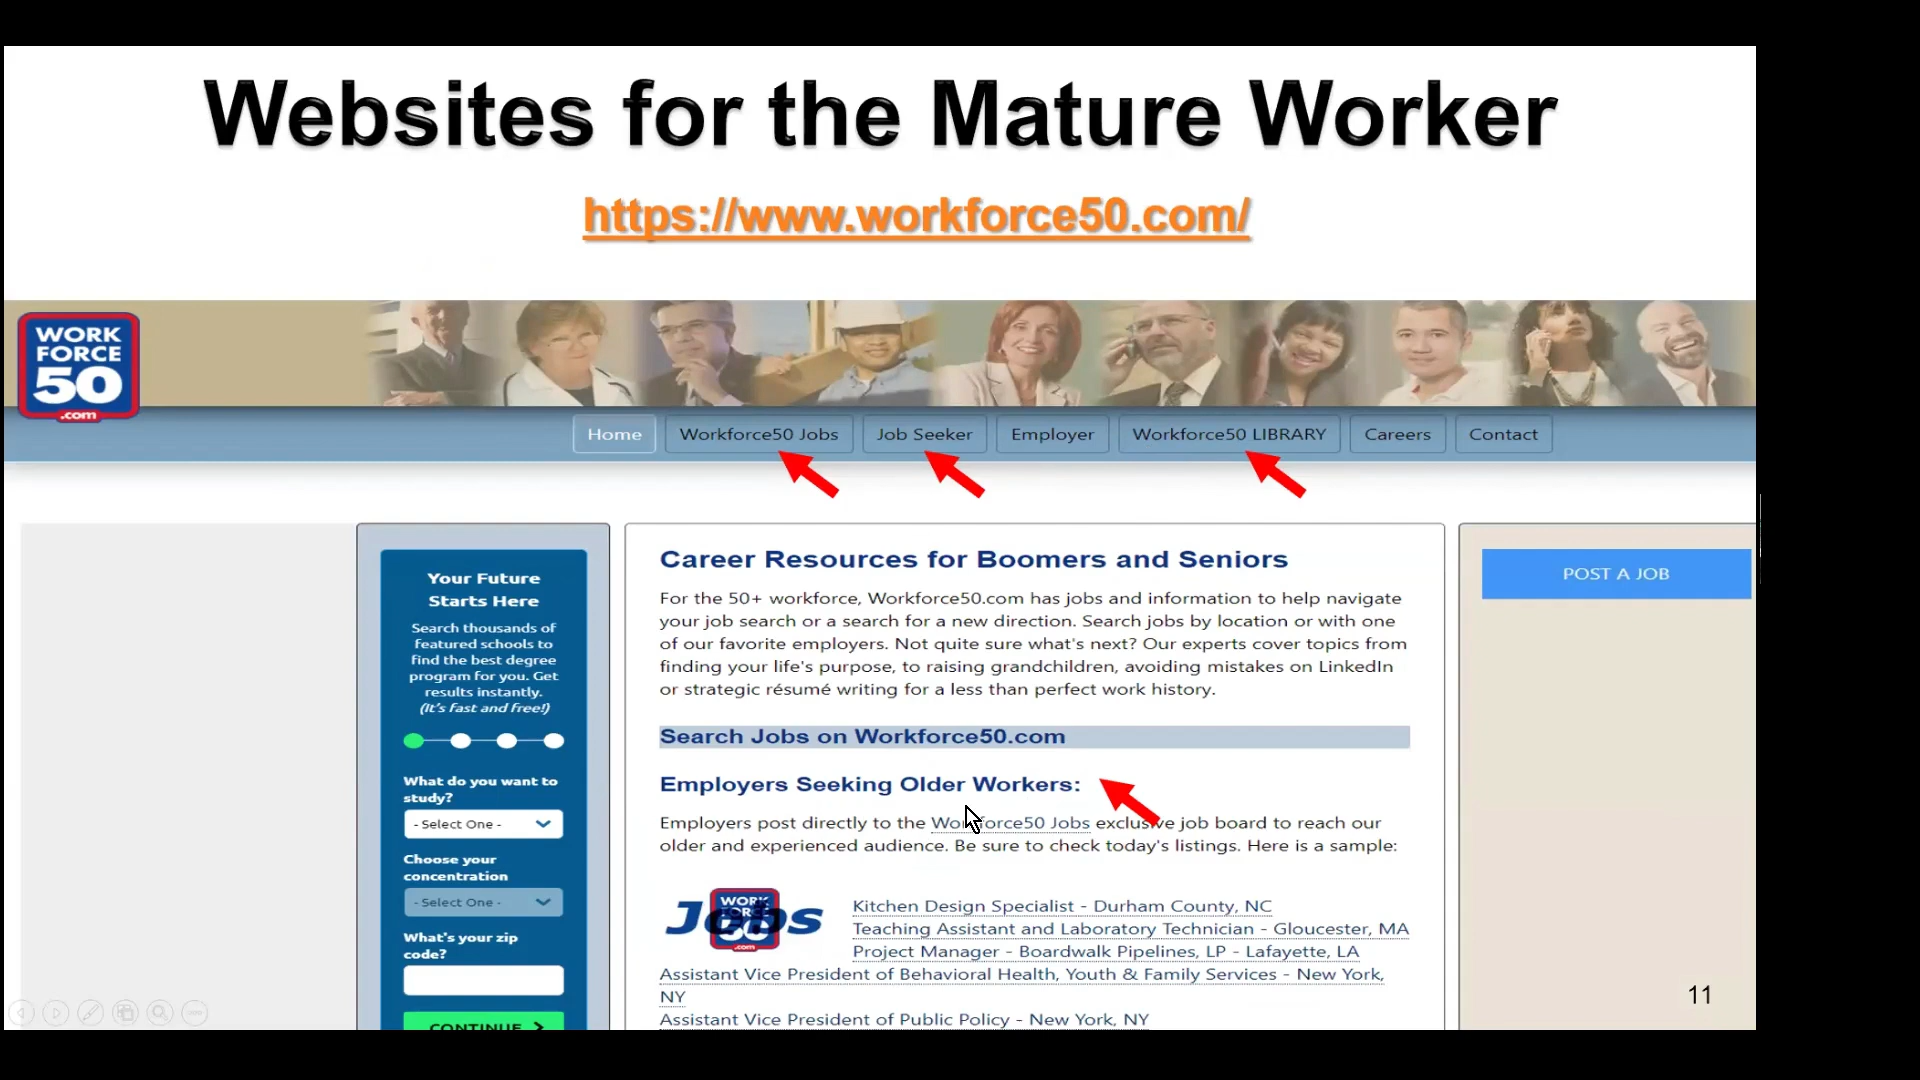 Websites for the Mature Worker
https://www.workforce50.com/
WORK
FORCE
50
.com
Home
Workforce50 Jobs
Job Seeker
Employer
Workforce50 LIBRARY
Careers
Contact
Your Future
Starts Here
Search thousands of
featured schools to
find the best degree
program for you. Get
results instantly.
(It's fast and free!)
What do you want to
study?
- Select One -
Choose your
concentration
- Select One -
What's your zip
code?
CONTINUE
Career Resources for Boomers and Seniors
For the 50+ workforce, Workforce50.com has jobs and information to help navigate
your job search or a search for a new direction. Search jobs by location or with one
of our favorite employers. Not quite sure what's next? Our experts cover topics from
finding your life's purpose, to raising grandchildren, avoiding mistakes on LinkedIn
or strategic résumé writing for a less than perfect work history.
Search Jobs on Workforce50.com
Employers Seeking Older Workers:
Employers post directly to the Workforce50 Jobs exclusive job board to reach our
older and experienced audience. Be sure to check today's listings. Here is a sample:
Jobs
WORK
FORCE
50
.com
Kitchen Design Specialist - Durham County, NC
Teaching Assistant and Laboratory Technician - Gloucester, MA
Project Manager - Boardwalk Pipelines, LP - Lafayette, LA
Assistant Vice President of Behavioral Health, Youth & Family Services - New York,
NY
Assistant Vice President of Public Policy - New York, NY
POST A JOB
11